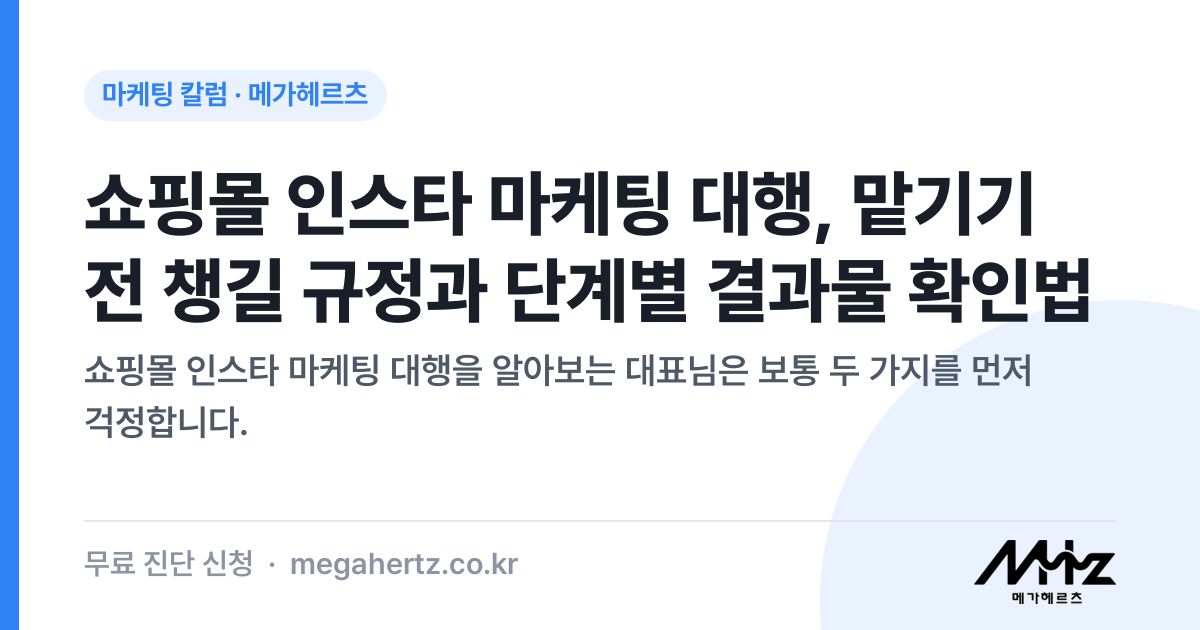 마케팅 칼럼 · 메가헤르츠
쇼핑몰 인스타 마케팅 대행, 맡기기
전 챙길 규정과 단계별 결과물 확인법
쇼핑몰 인스타 마케팅 대행을 알아보는 대표님은 보통 두 가지를 먼저
걱정합니다.
무료 진단 신청 · megahertz.co.kr
MHz
메가헤르츠